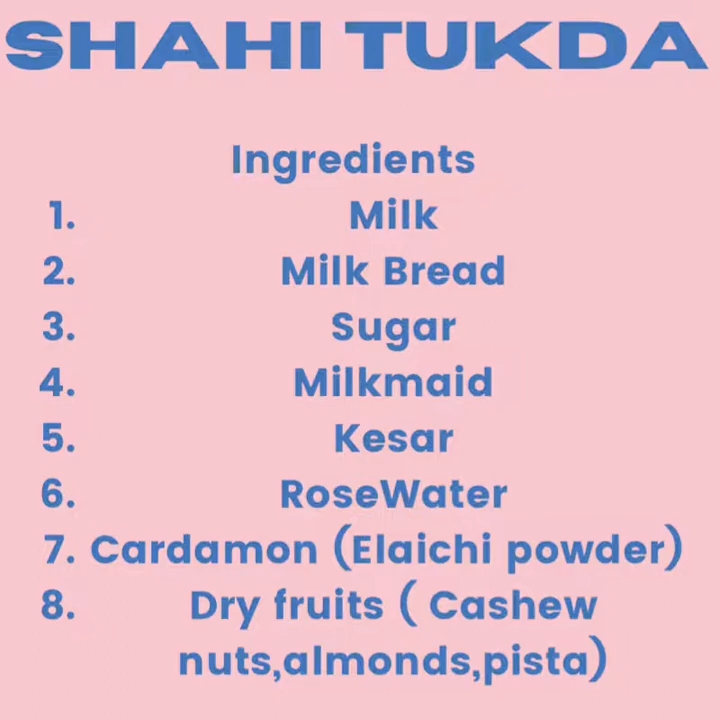 SHAHI TUKDA
Ingredients
1. Milk
2. Milk Bread
3. Sugar
4. Milkmaid
5. Kesar
6. RoseWater
7. Cardamon (Elaichi powder)
8. Dry fruits ( Cashew
nuts,almonds,pista)